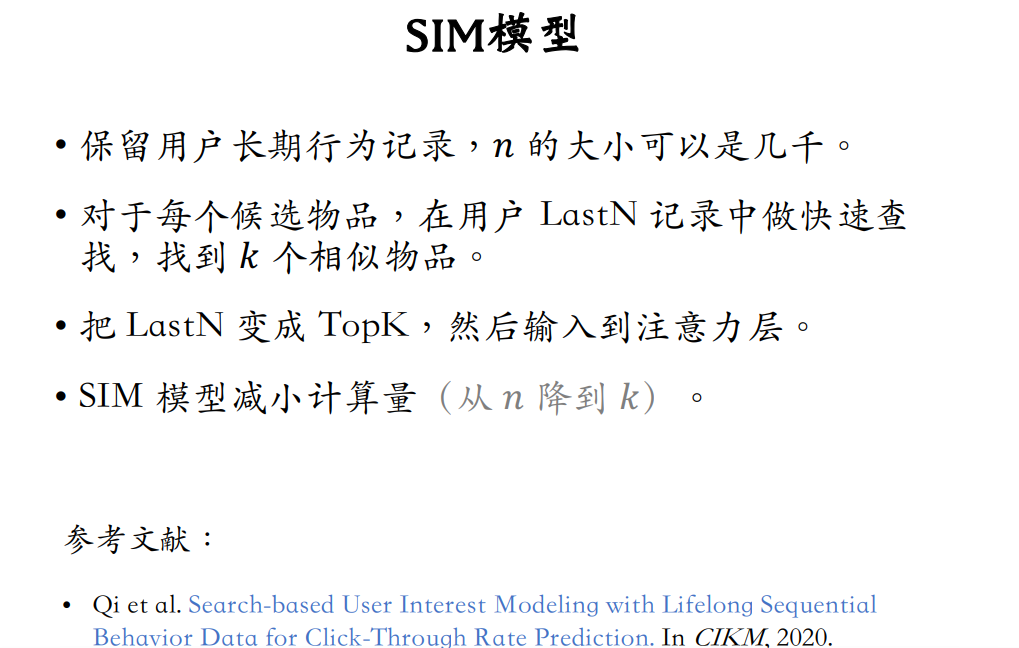 SIM模型
• 保留用户长期行为记录，n 的大小可以是几千。
• 对于每个候选物品，在用户 LastN 记录中做快速查
找，找到 k 个相似物品。
• 把 LastN 变成 TopK，然后输入到注意力层。
• SIM 模型减小计算量（从 n 降到 k）。
参考文献：
• Qi et al. Search-based User Interest Modeling with Lifelong Sequential
Behavior Data for Click-Through Rate Prediction. In CIKM, 2020.